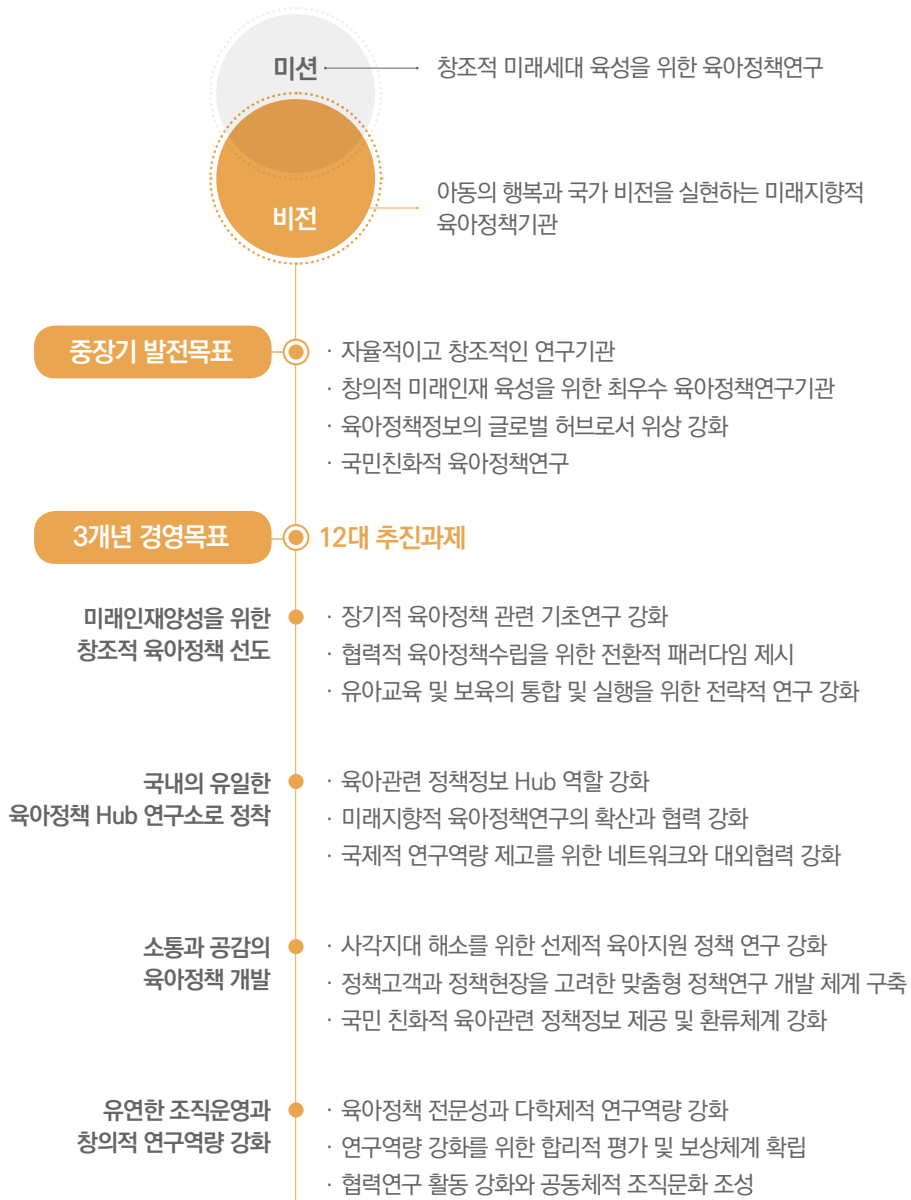 미션
창조적 미래세대 육성을 위한 육아정책연구
비전
아동의 행복과 국가 비전을 실현하는 미래지향적
육아정책기관
중장기 발전목표
· 자율적이고 창조적인 연구기관
· 창의적 미래인재 육성을 위한 최우수 육아정책연구기관
· 육아정책정보의 글로벌 허브로서 위상 강화
· 국민친화적 육아정책연구
3개년 경영목표
12대 추진과제
미래인재양성을 위한
창조적 육아정책 선도
· 장기적 육아정책 관련 기초연구 강화
· 협력적 육아정책수립을 위한 전환적 패러다임 제시
· 유아교육 및 보육의 통합 및 실행을 위한 전략적 연구 강화
국내의 유일한
육아정책 Hub 연구소로 정착
· 육아관련 정책정보 Hub 역할 강화
· 미래지향적 육아정책연구의 확산과 협력 강화
· 국제적 연구역량 제고를 위한 네트워크와 대외협력 강화
소통과 공감의
육아정책 개발
· 사각지대 해소를 위한 선제적 육아지원 정책 연구 강화
· 정책고객과 정책현장을 고려한 맞춤형 정책연구 개발 체계 구축
· 국민 친화적 육아관련 정책정보 제공 및 환류체계 강화
유연한 조직운영과
창의적 연구역량 강화
· 육아정책 전문성과 다학제적 연구역량 강화
· 연구역량 강화를 위한 합리적 평가 및 보상체계 확립
· 협력연구 활동 강화와 공동체적 조직문화 조성